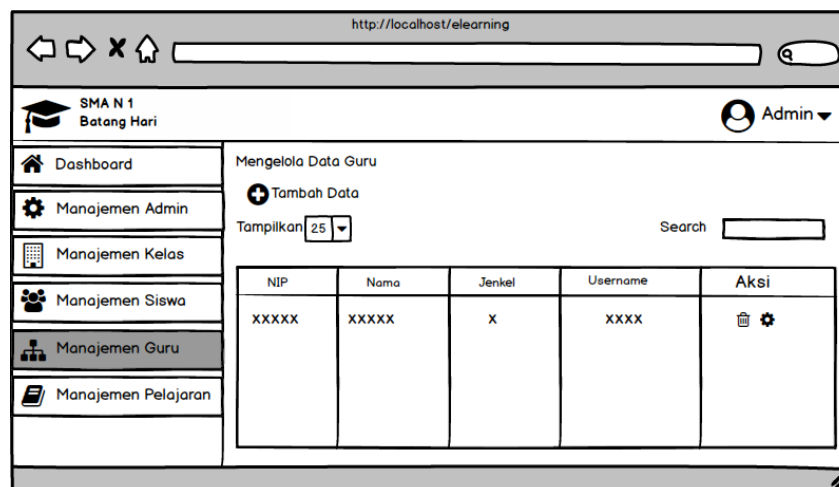 http://localhost/elearning
SMA N 1
Batang Hari
Admin
Dashboard
Manajemen Admin
Manajemen Kelas
Manajemen Siswa
Manajemen Guru
Manajemen Pelajaran
Mengelola Data Guru
Tambah Data
Tampilkan 25
Search
NIP Nama Jenkel Username Aksi
XXXXX XXXXX X XXXX